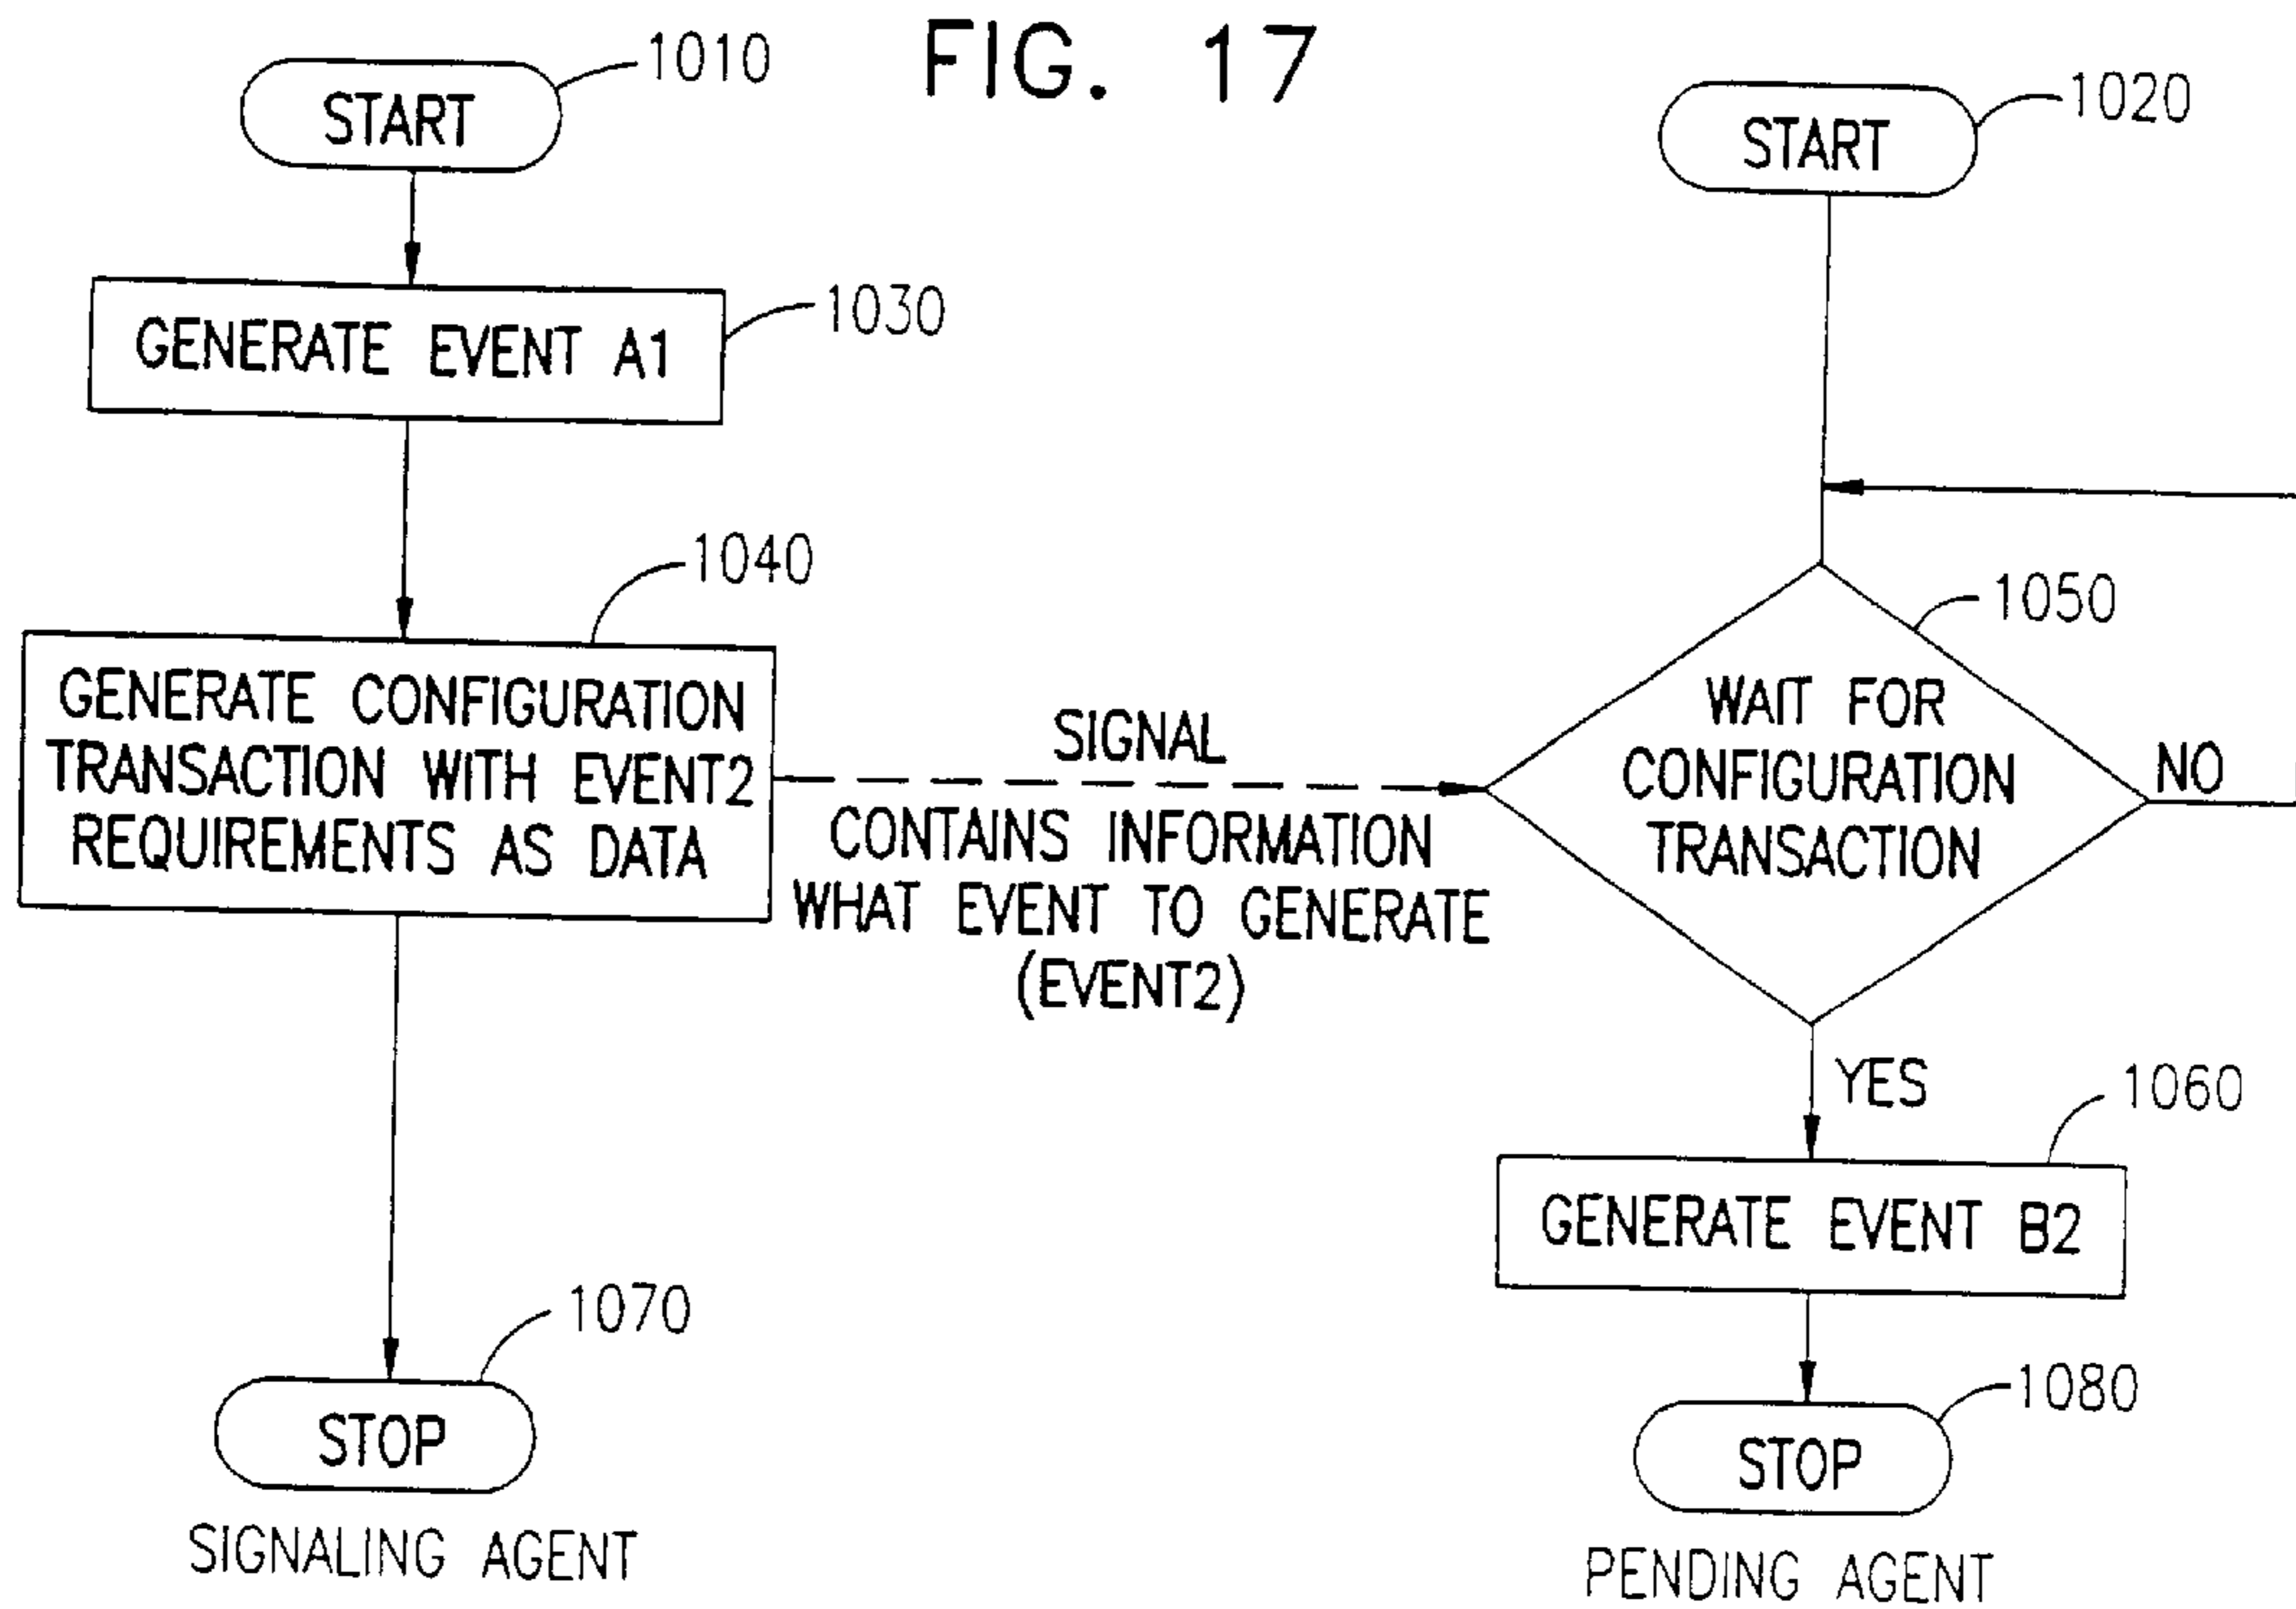 FIG. 17
1010
START
1030
GENERATE EVENT A1
1040
GENERATE CONFIGURATION
TRANSACTION WITH EVENT2
REQUIREMENTS AS DATA
SIGNAL
CONTAINS INFORMATION
WHAT EVENT TO GENERATE
(EVENT2)
1070
STOP
SIGNALING AGENT
1020
START
1050
WAIT FOR
CONFIGURATION
TRANSACTION
NO
YES
1060
GENERATE EVENT B2
1080
STOP
PENDING AGENT